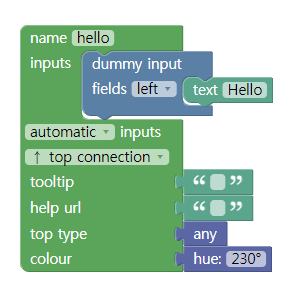 name hello
inputs dummy input
fields left text Hello
automatic inputs
↑ top connection
tooltip “ ”
help url “ ”
top type any
colour hue: 230°